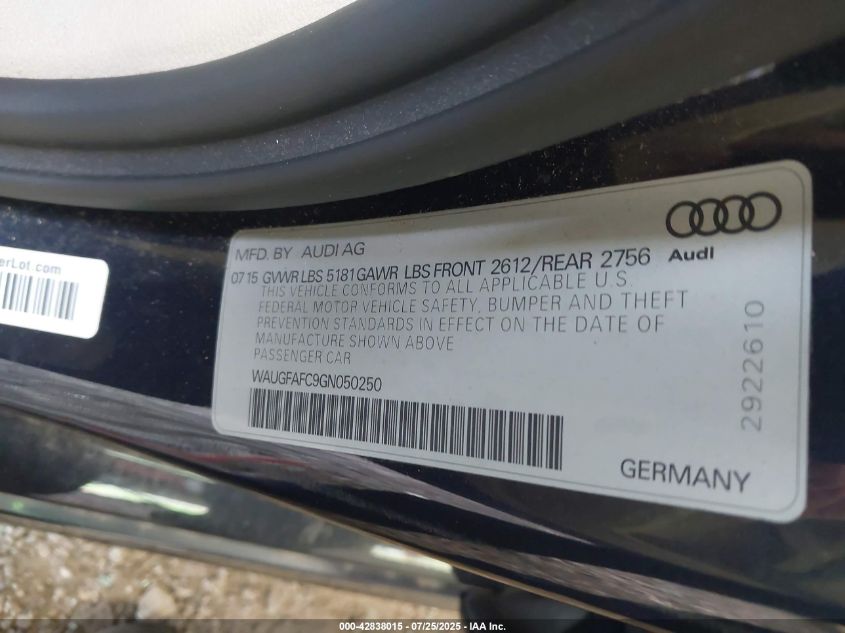 erLot.com
MFD. BY AUDI AG
07 15 GVWR LBS 5181 GAWR LBS FRONT 2612/REAR 2756
THIS VEHICLE CONFORMS TO ALL APPLICABLE U.S.
FEDERAL MOTOR VEHICLE SAFETY, BUMPER AND THEFT
PREVENTION STANDARDS IN EFFECT ON THE DATE OF
MANUFACTURE SHOWN ABOVE
PASSENGER CAR
WAUGFAFC9GN050250
Audi
2922610
GERMANY
000-42838015 - 07/25/2025 - IAA Inc.